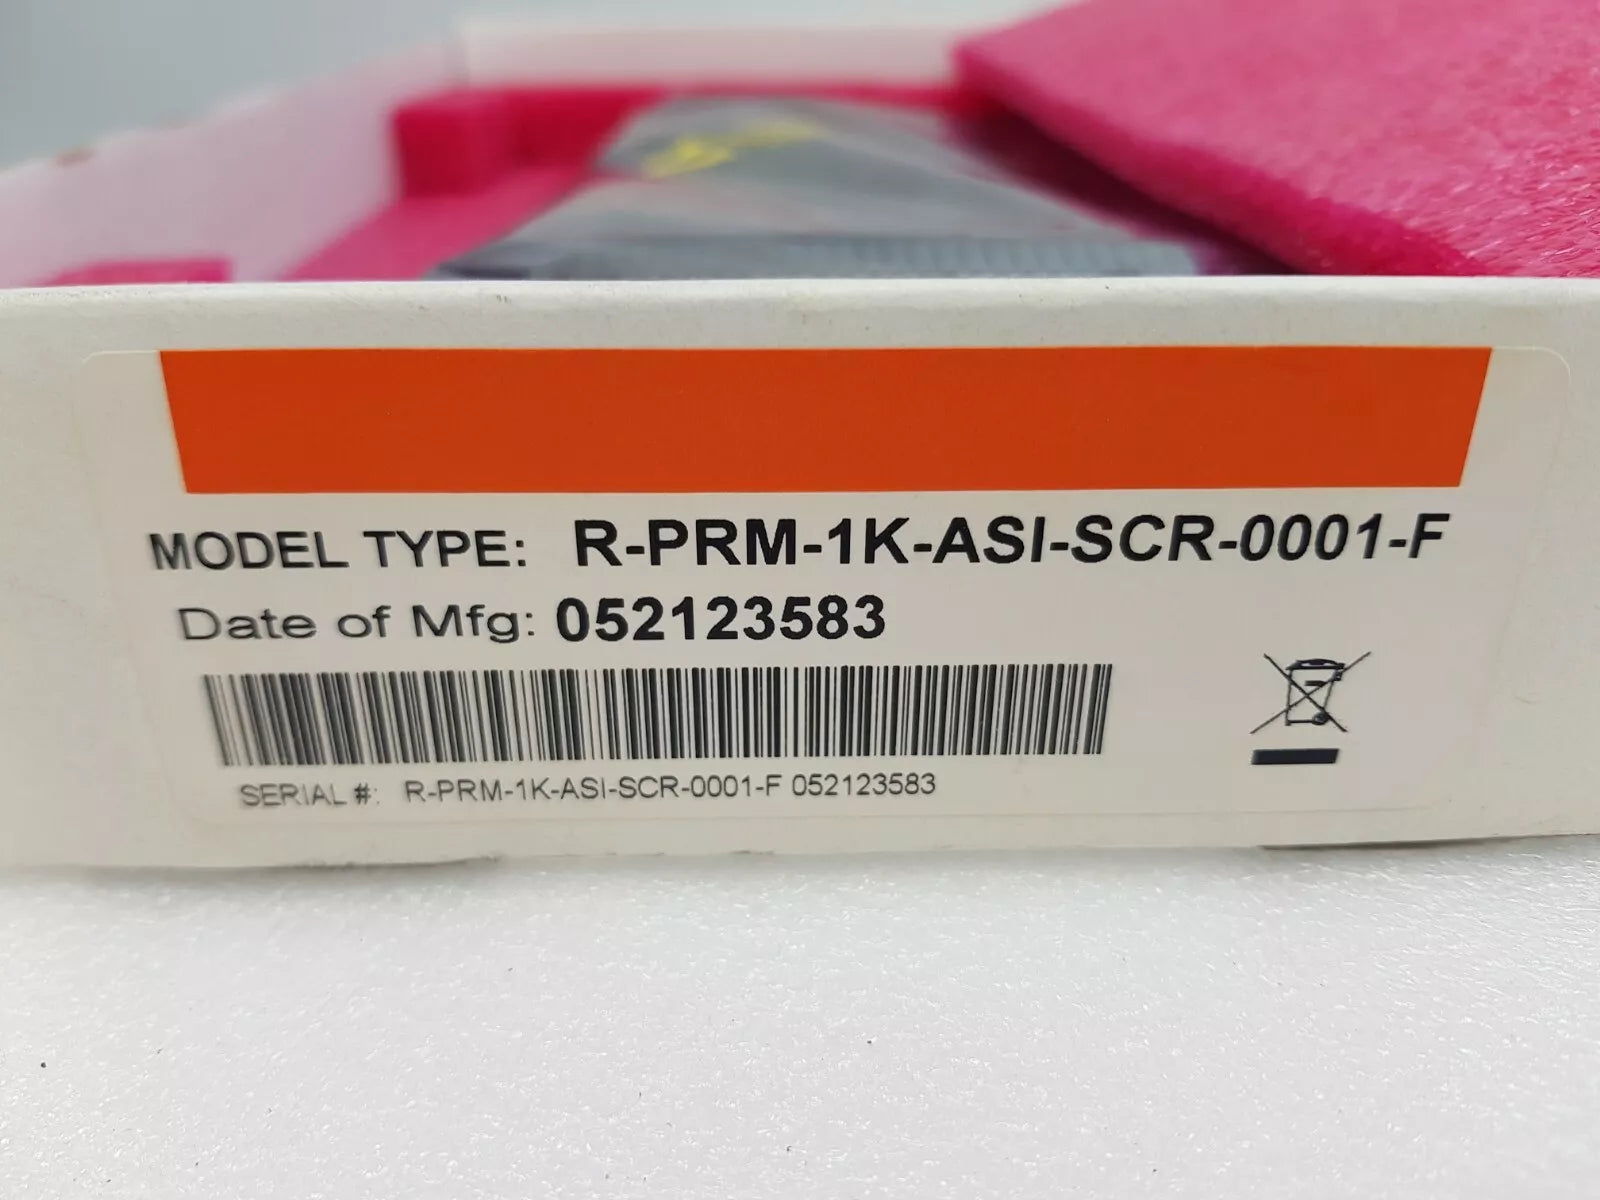 MODEL TYPE: R-PRM-1K-ASI-SCR-0001-F
Date of Mfg: 052123583
SERIAL #: R-PRM-1K-ASI-SCR-0001-F 052123583